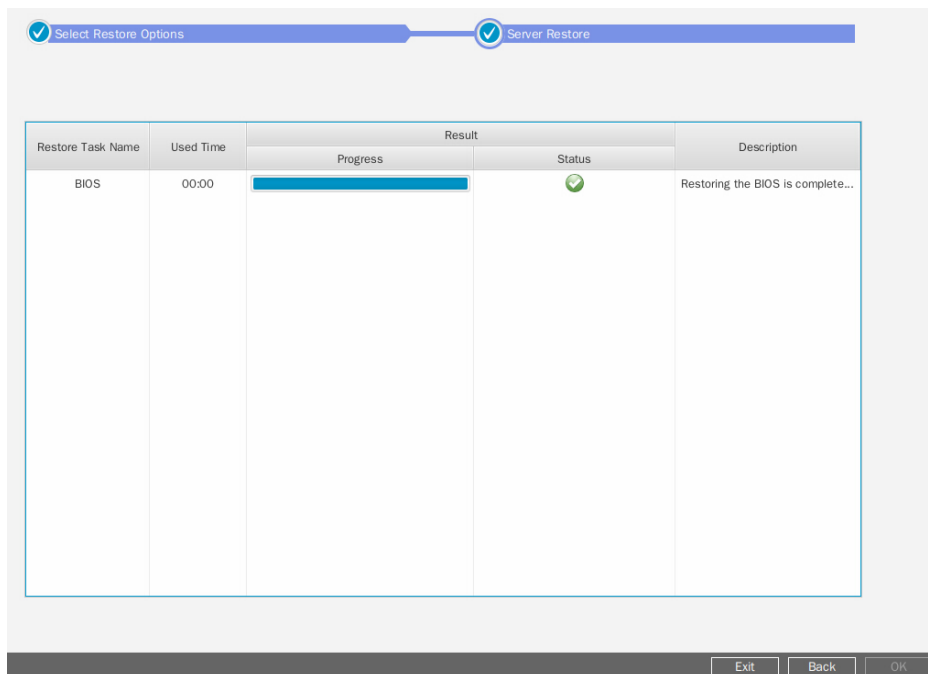 Select Restore Options
Server Restore
Restore Task Name
Used Time
Result
Progress
Status
Description
BIOS
00:00
Restoring the BIOS is complete...
Exit
Back
OK